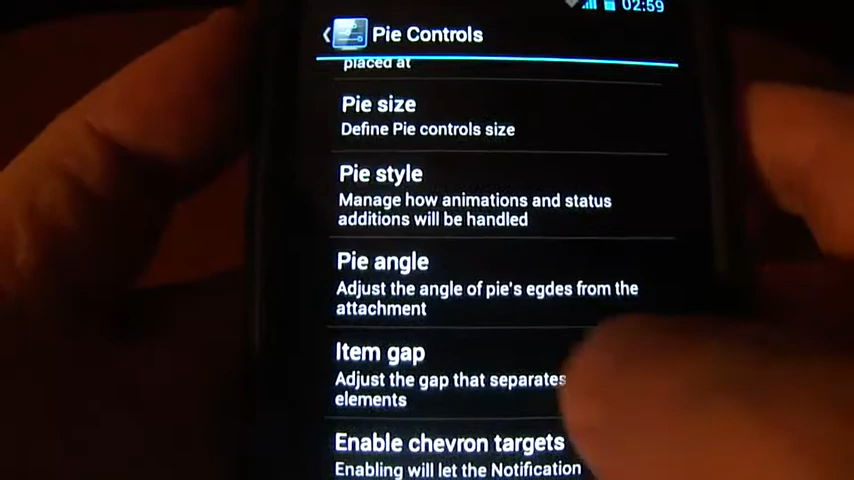 02:59
Pie Controls
placed at
Pie size
Define Pie controls size
Pie style
Manage how animations and status
additions will be handled
Pie angle
Adjust the angle of pie's egdes from the
attachment
Item gap
Adjust the gap that separates
elements
Enable chevron targets
Enabling will let the Notification